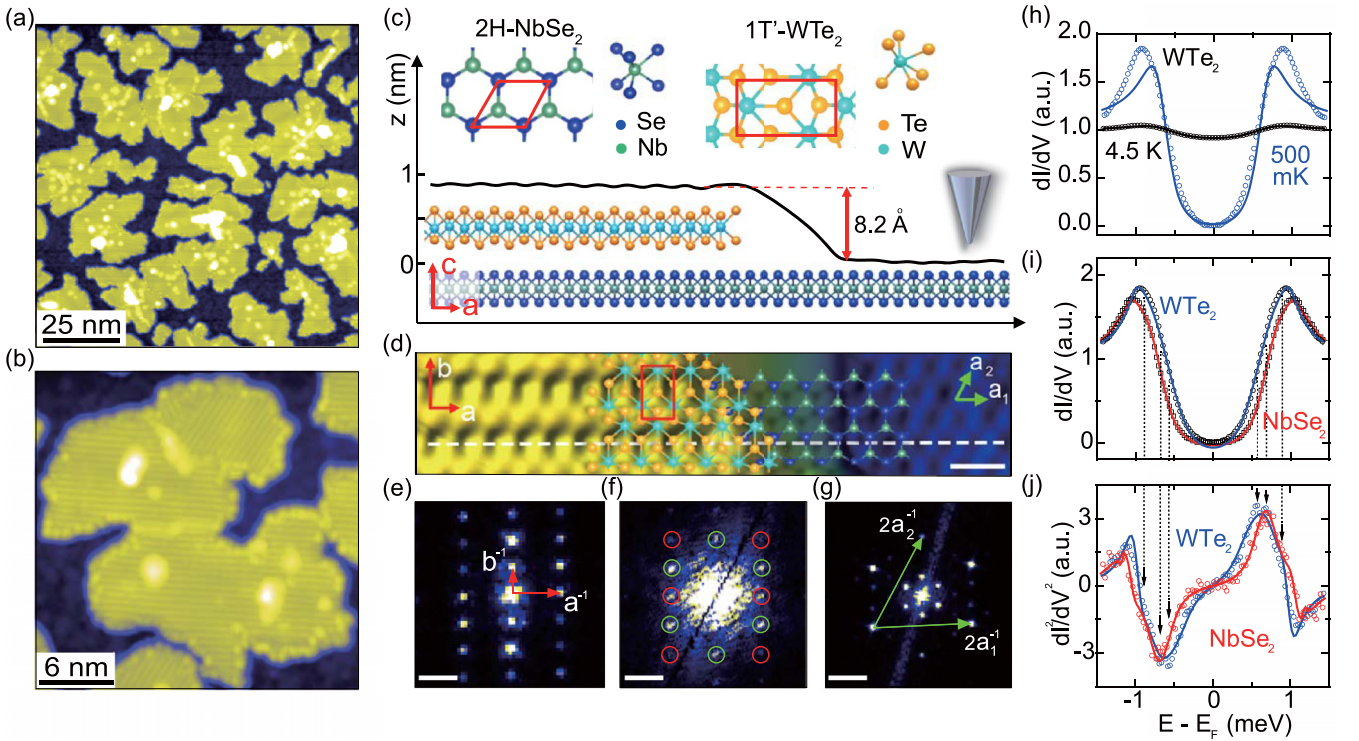 (a)
25 nm
(b)
6 nm
(c)
2H-NbSe2
1T'-WTe2
Se
Nb
Te
W
z (nm)
1
0
8.2 Å
c
a
(d)
b
a
a2
a1
(e)
b-1
a-1
(f)
(g)
2a2-1
2a1-1
(h)
dI/dV (a.u.)
2.0
1.5
1.0
0.5
0.0
WTe2
4.5 K
500
mK
(i)
dI/dV (a.u.)
2
1
0
WTe2
NbSe2
(j)
dI2/dV2 (a.u.)
3
0
-3
WTe2
NbSe2
-1
0
1
E - EF (meV)